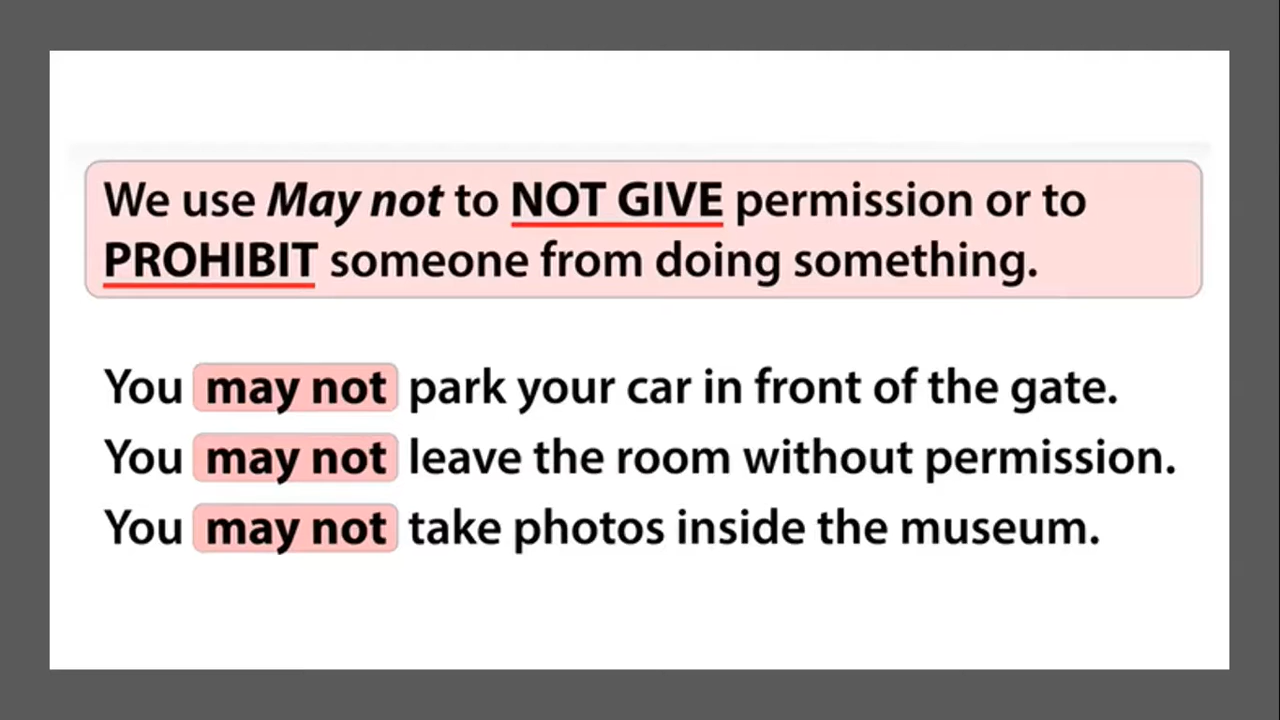 We use May not to NOT GIVE permission or to
PROHIBIT someone from doing something.
You may not park your car in front of the gate.
You may not leave the room without permission.
You may not take photos inside the museum.